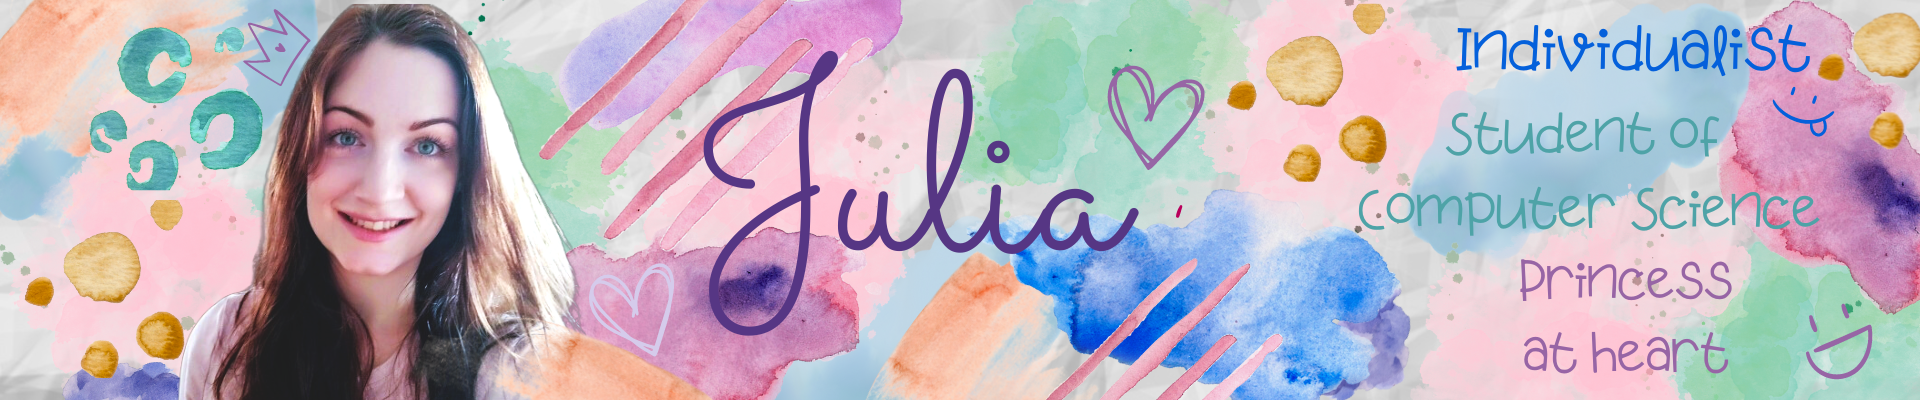 Julia
Individualist
Student of
Computer Science
Princess
at heart